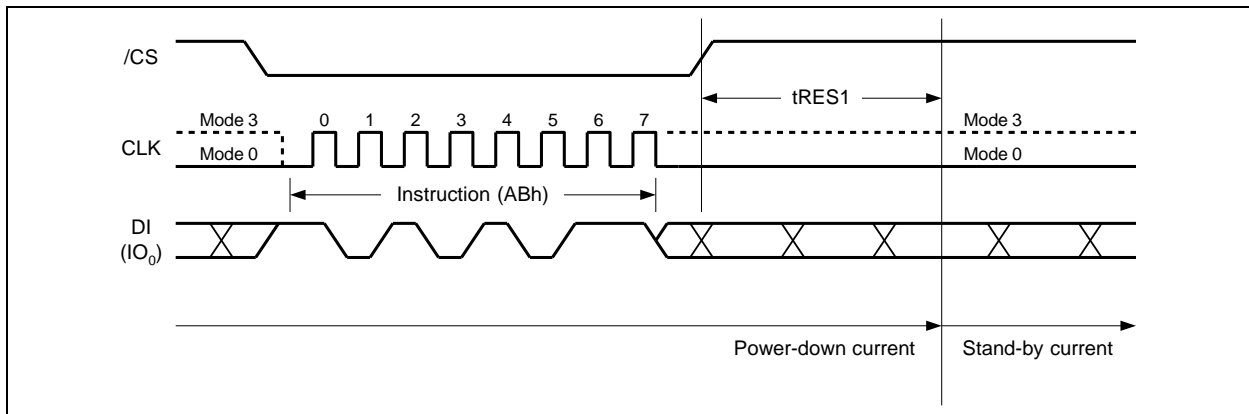 /CS
tRES1
Mode 3 0 1 2 3 4 5 6 7 Mode 3
CLK
Mode 0 Mode 0
Instruction (ABh)
DI
(IO₀)
Power-down current Stand-by current